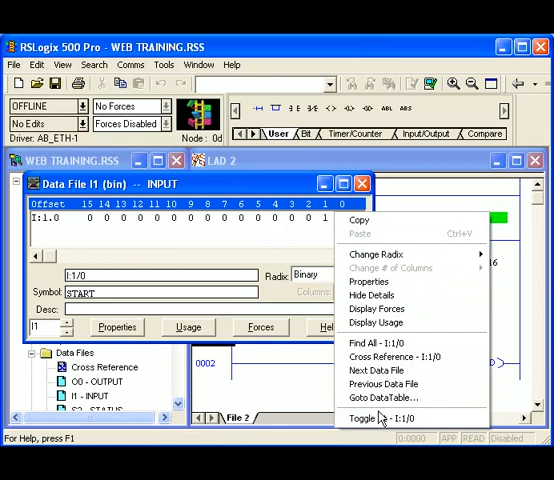 RSLogix 500 Pro - WEB TRAINING.RSS
File Edit View Search Comms Tools Window Help
OFFLINE No Forces
No Edits Forces Disabled
Driver: AB_ETH-1 Node : 0d
ABL ABS
User Bit Timer/Counter Input/Output Compare
WEB TRAINING.RSS
LAD 2
Data File I1 (bin) -- INPUT
Offset 15 14 13 12 11 10 9 8 7 6 5 4 3 2 1 0
I:1.0 0 0 0 0 0 0 0 0 0 0 0 0 0 0 1
I:1/0 Radix: Binary
Symbol: START Columns:
Desc:
I1 Properties Usage Forces Hel
Copy
Paste Ctrl+V
Change Radix
Change # of Columns
Properties
Hide Details
Display Forces
Display Usage
Find All - I:1/0
Cross Reference - I:1/0
Next Data File
Previous Data File
Goto DataTable...
Toggle - I:1/0
16
Data Files
Cross Reference
O0 - OUTPUT
I1 - INPUT
S2 - STATUS
0002
File 2
For Help, press F1 0:0000 APP READ Disabled